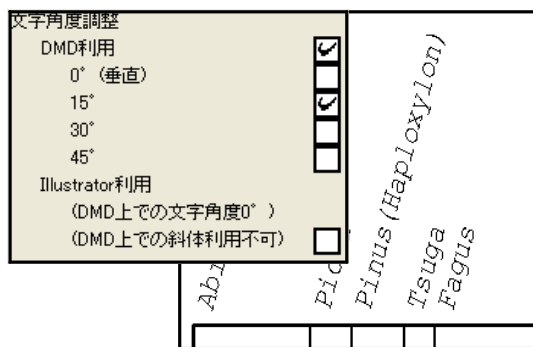 文字角度調整
DMD利用
0°（垂直）
15°
30°
45°
Illustrator利用
（DMD上での文字角度0°）
（DMD上での斜体利用不可）
Pinus(Haploxylon)
Tsuga
Fagus